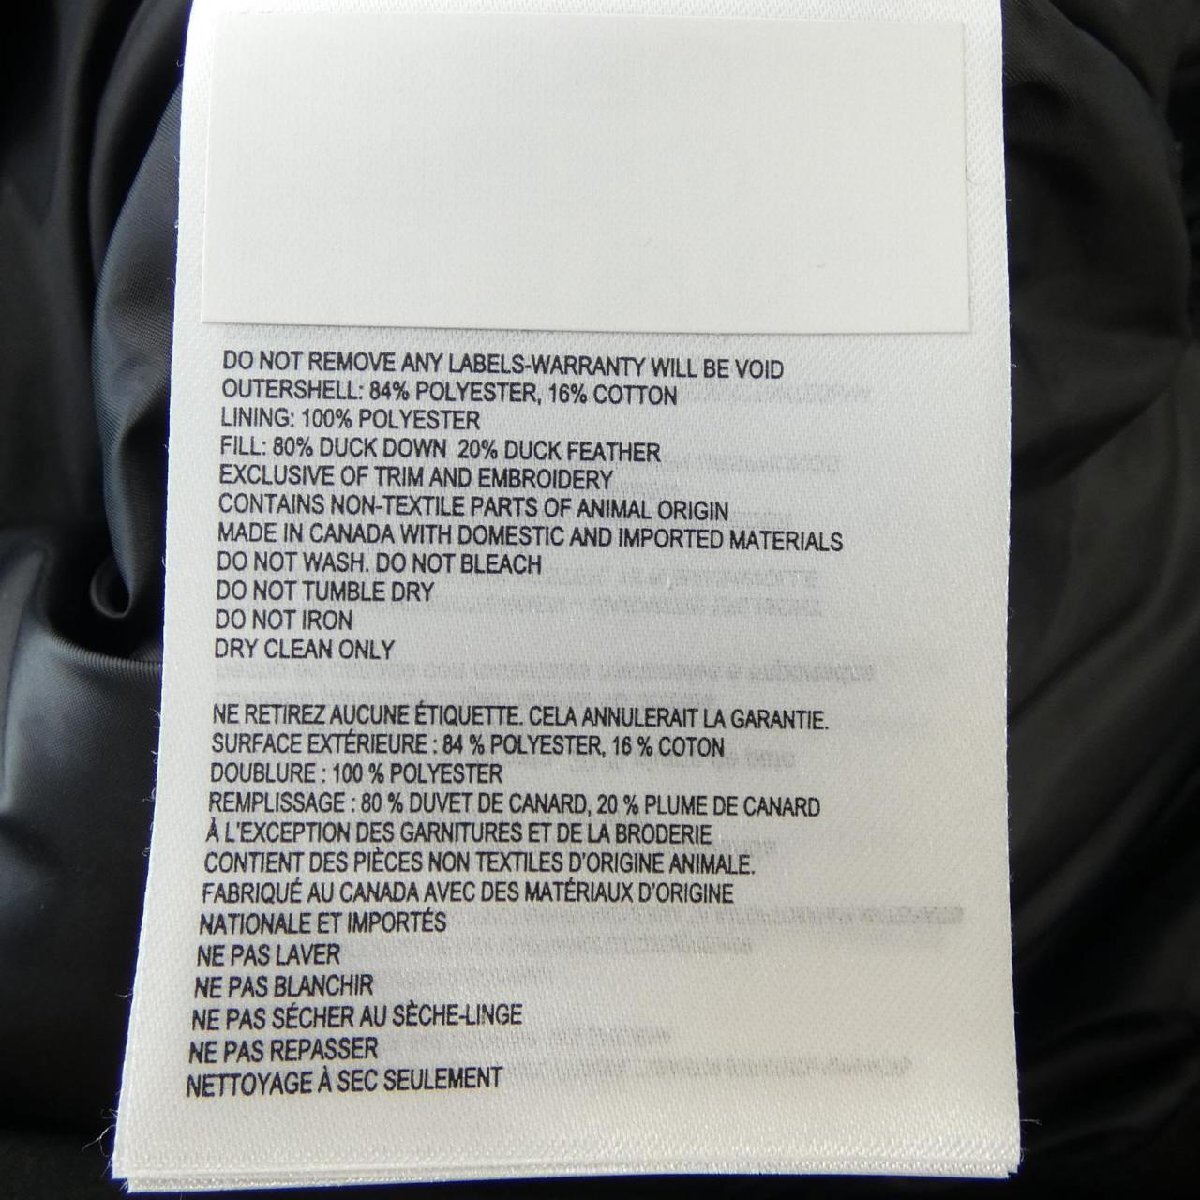 DO NOT REMOVE ANY LABELS-WARRANTY WILL BE VOID
OUTERSHELL: 84% POLYESTER, 16% COTTON
LINING: 100% POLYESTER
FILL: 80% DUCK DOWN 20% DUCK FEATHER
EXCLUSIVE OF TRIM AND EMBROIDERY
CONTAINS NON-TEXTILE PARTS OF ANIMAL ORIGIN
MADE IN CANADA WITH DOMESTIC AND IMPORTED MATERIALS
DO NOT WASH. DO NOT BLEACH
DO NOT TUMBLE DRY
DO NOT IRON
DRY CLEAN ONLY
NE RETIREZ AUCUNE ÉTIQUETTE. CELA ANNULERAIT LA GARANTIE.
SURFACE EXTÉRIEURE : 84 % POLYESTER, 16 % COTON
DOUBLURE : 100 % POLYESTER
REMPLISSAGE : 80 % DUVET DE CANARD, 20 % PLUME DE CANARD
À L'EXCEPTION DES GARNITURES ET DE LA BRODERIE
CONTIENT DES PIÈCES NON TEXTILES D'ORIGINE ANIMALE.
FABRIQUÉ AU CANADA AVEC DES MATÉRIAUX D'ORIGINE
NATIONALE ET IMPORTÉS
NE PAS LAVER
NE PAS BLANCHIR
NE PAS SÉCHER AU SÈCHE-LINGE
NE PAS REPASSER
NETTOYAGE À SEC SEULEMENT